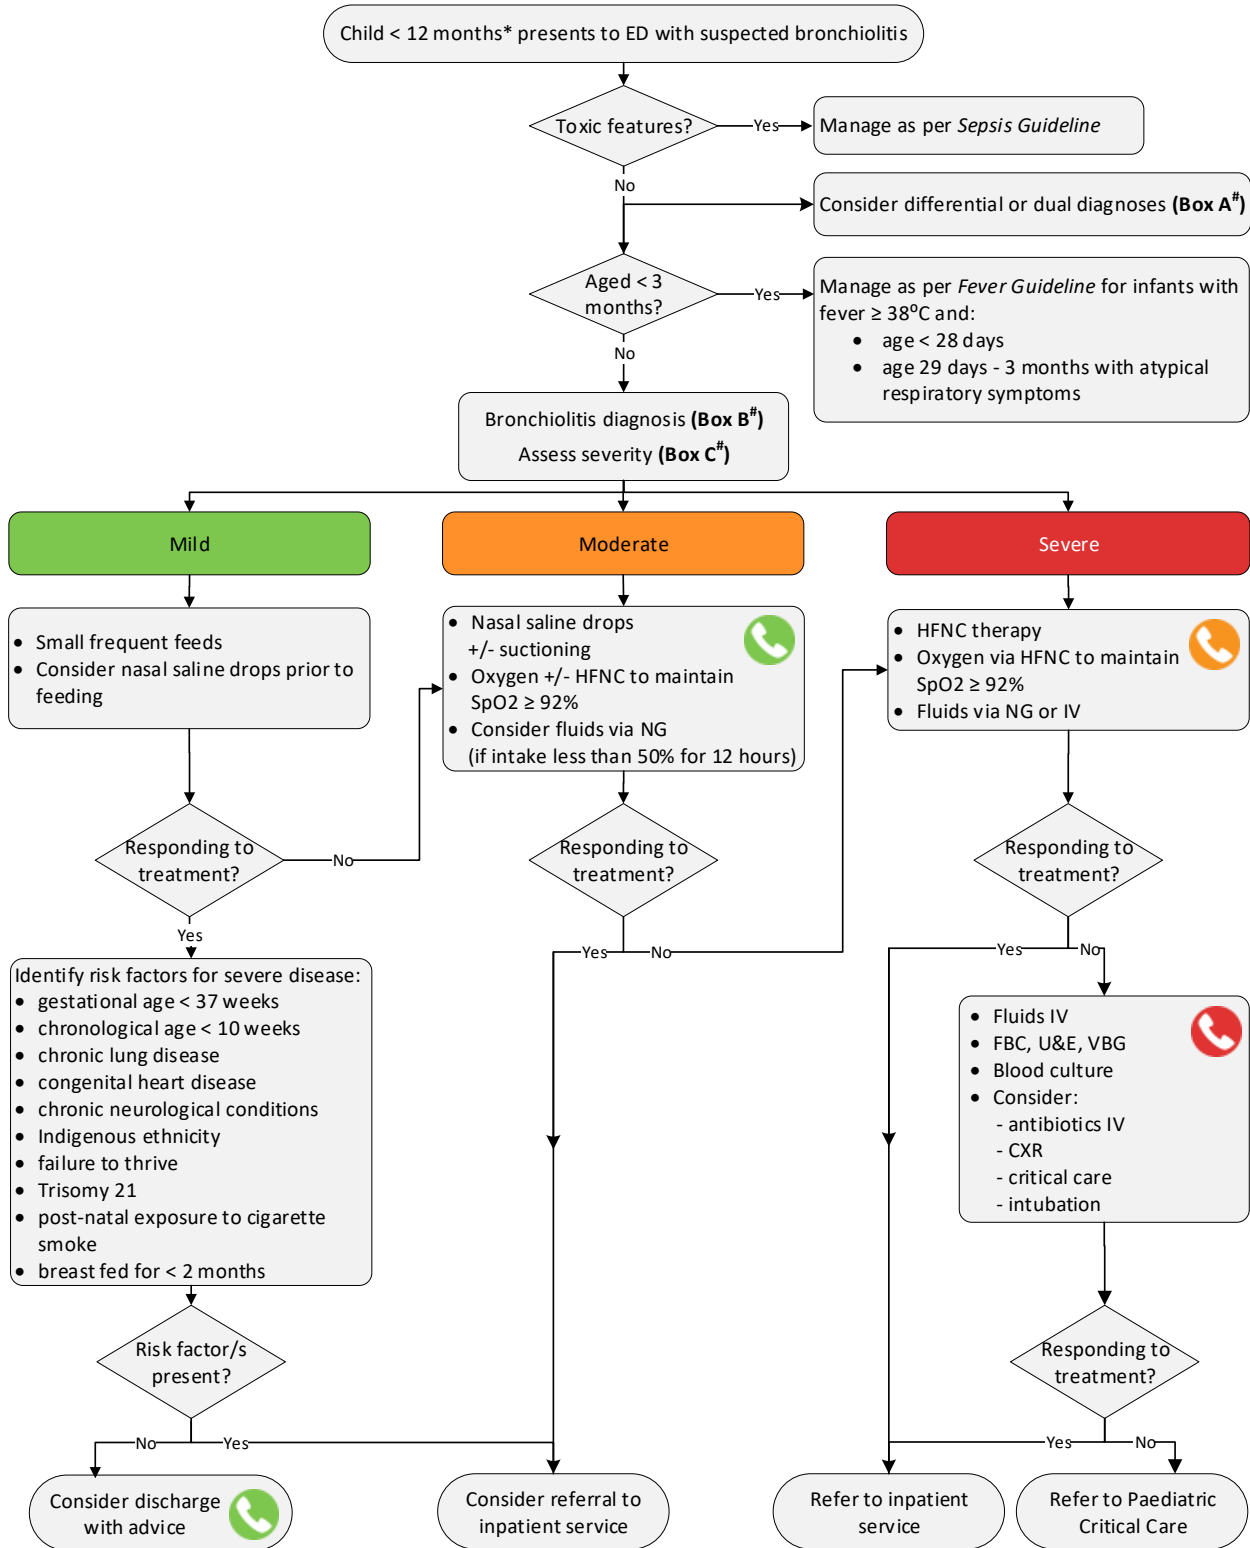 Child < 12 months* presents to ED with suspected bronchiolitis
Toxic features?
Yes
Manage as per Sepsis Guideline
No
Consider differential or dual diagnoses (Box A#)
Aged < 3
months?
Yes
Manage as per Fever Guideline for infants with
fever ≥ 38⁰C and:
• age < 28 days
• age 29 days - 3 months with atypical
respiratory symptoms
No
Bronchiolitis diagnosis (Box B#)
Assess severity (Box C#)
Mild
Moderate
Severe
• Small frequent feeds
• Consider nasal saline drops prior to
feeding
• Nasal saline drops
+/- suctioning
• Oxygen +/- HFNC to maintain
SpO2 ≥ 92%
• Consider fluids via NG
(if intake less than 50% for 12 hours)
• HFNC therapy
• Oxygen via HFNC to maintain
SpO2 ≥ 92%
• Fluids via NG or IV
Responding to
treatment?
No
Yes
Responding to
treatment?
Yes
No
Responding to
treatment?
Yes
No
Identify risk factors for severe disease:
• gestational age < 37 weeks
• chronological age < 10 weeks
• chronic lung disease
• congenital heart disease
• chronic neurological conditions
• Indigenous ethnicity
• failure to thrive
• Trisomy 21
• post-natal exposure to cigarette
smoke
• breast fed for < 2 months
• Fluids IV
• FBC, U&E, VBG
• Blood culture
• Consider:
- antibiotics IV
- CXR
- critical care
- intubation
Risk factor/s
present?
No
Yes
Responding to
treatment?
Yes
No
Consider discharge
with advice
Consider referral to
inpatient service
Refer to inpatient
service
Refer to Paediatric
Critical Care